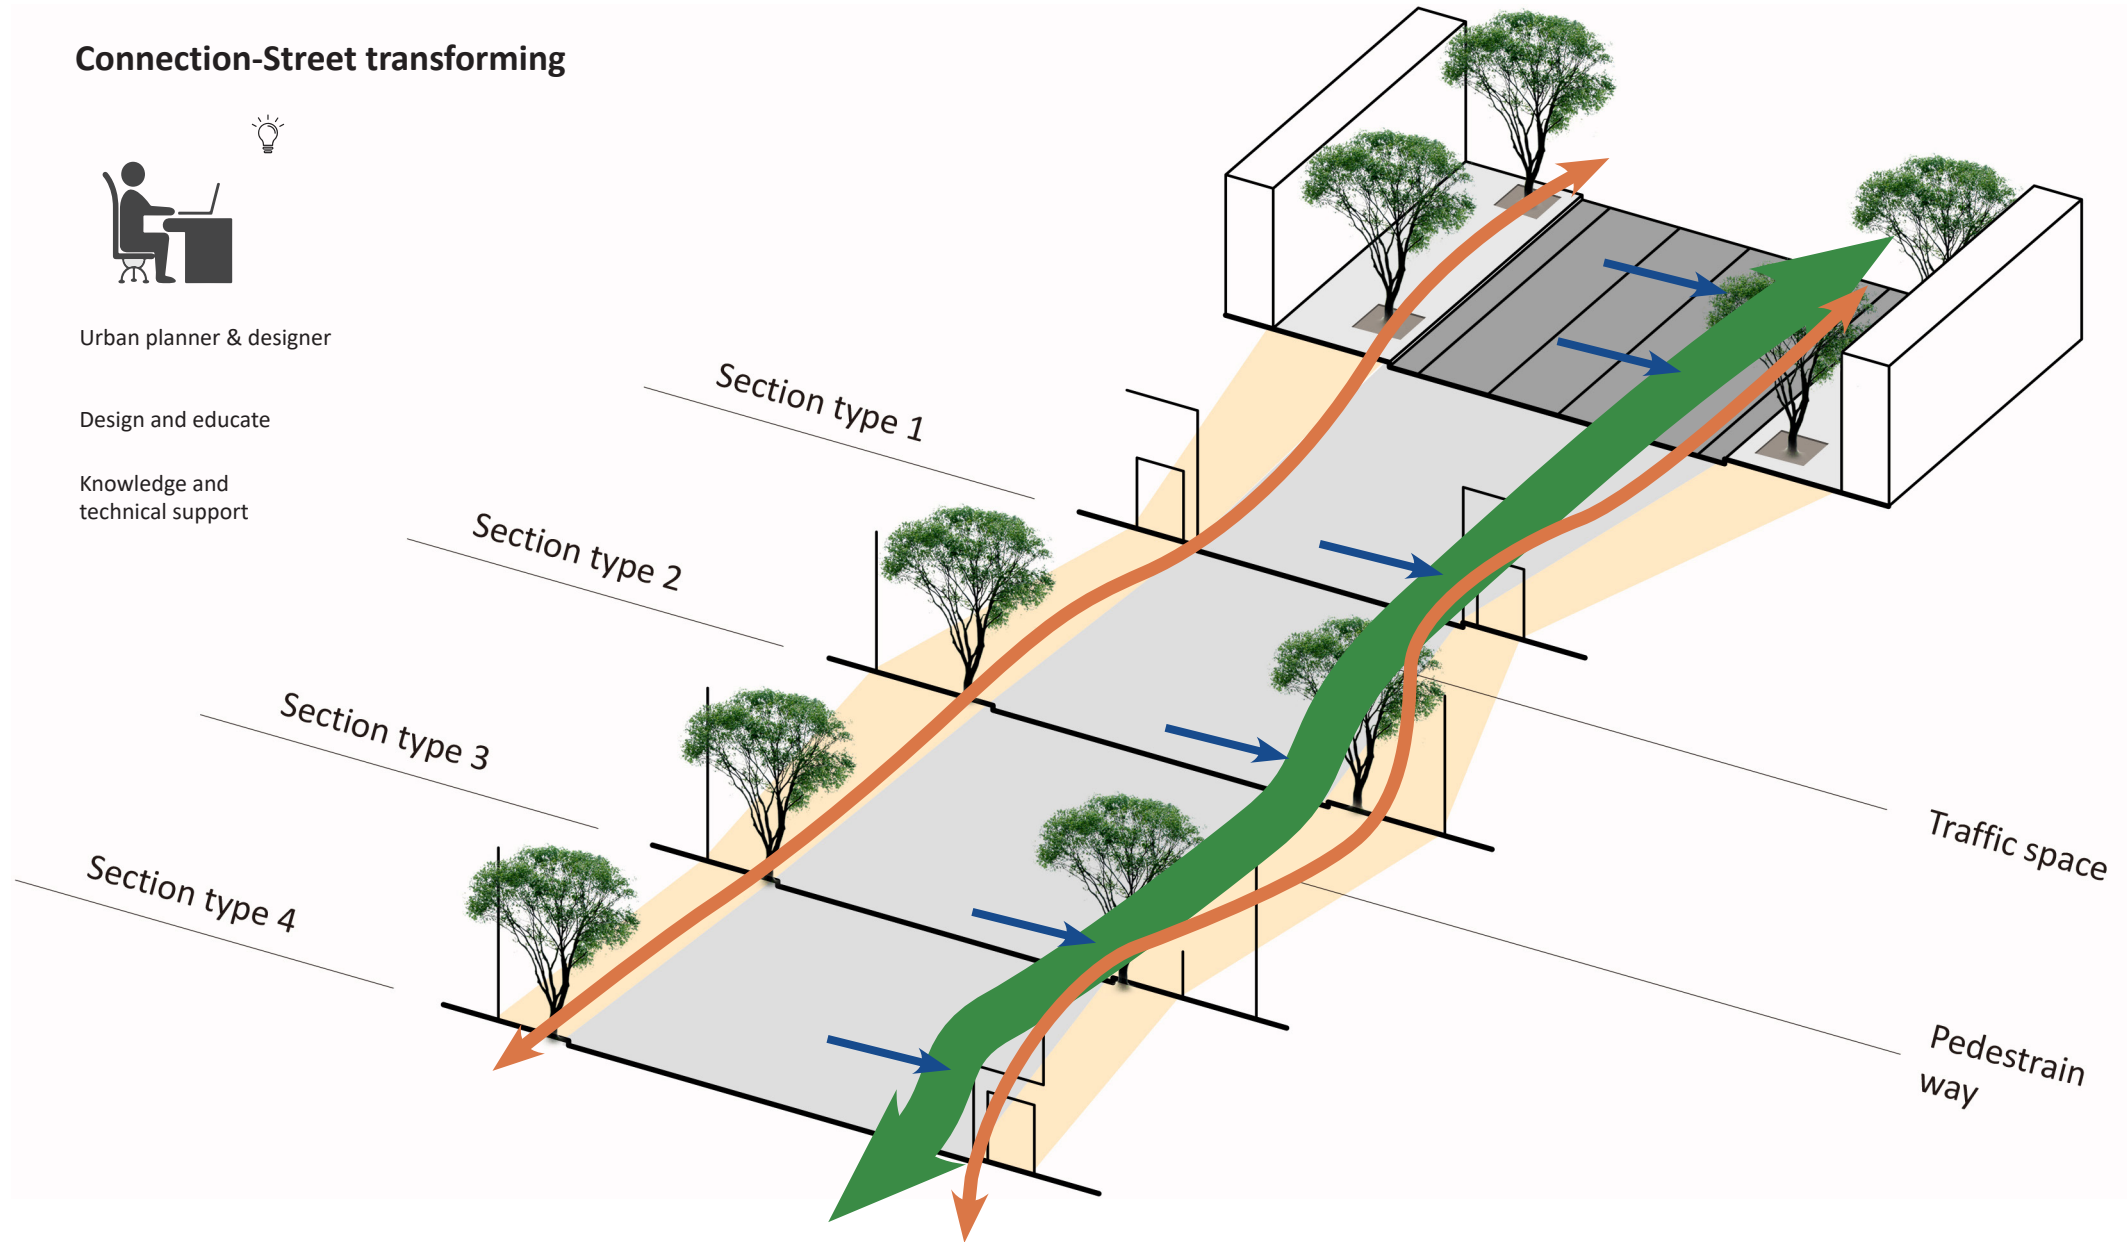 Connection-Street transforming
Urban planner & designer
Design and educate
Knowledge and
technical support
Section type 1
Section type 2
Section type 3
Section type 4
Traffic space
Pedestrain
way